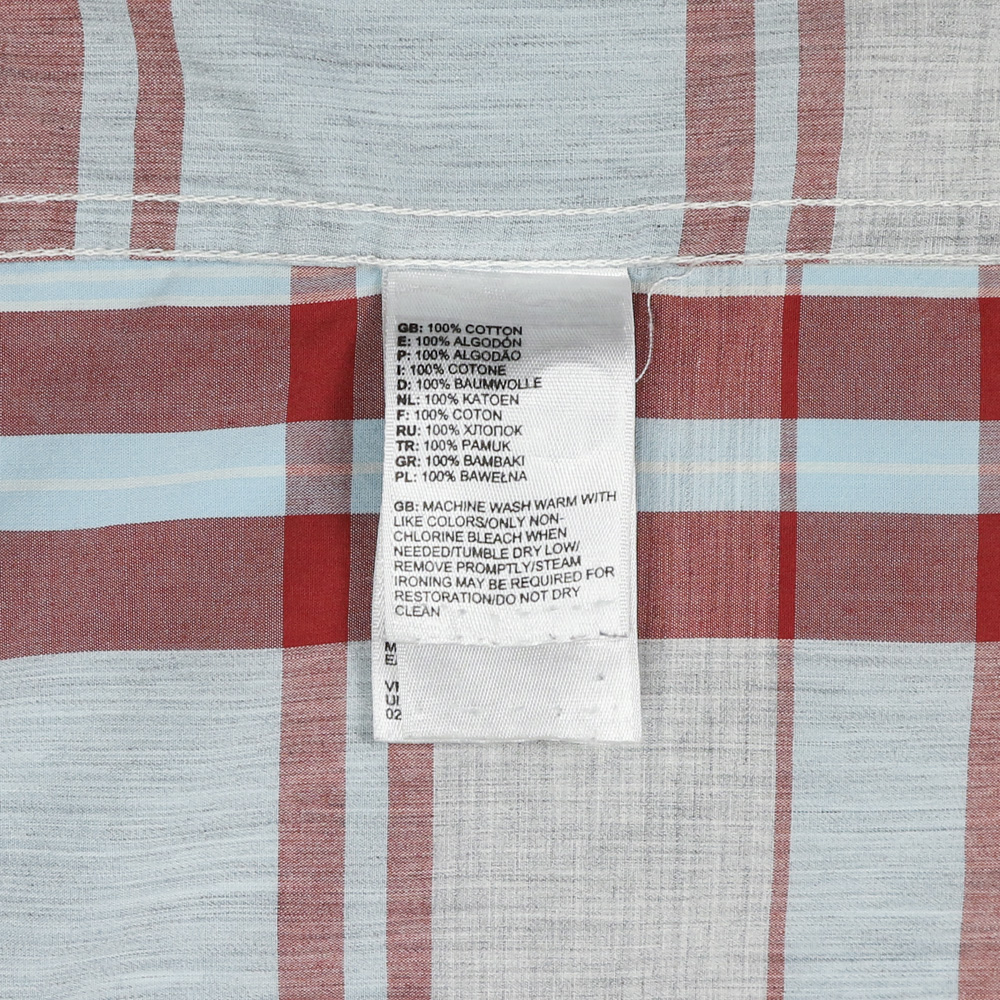 GB: 100% COTTON
E: 100% ALGODÓN
P: 100% ALGODÃO
I: 100% COTONE
D: 100% BAUMWOLLE
NL: 100% KATOEN
F: 100% COTON
RU: 100% ХЛОПОК
TR: 100% PAMUK
GR: 100% BAMBAKI
PL: 100% BAWEŁNA
GB: MACHINE WASH WARM WITH
LIKE COLORS/ONLY NON-
CHLORINE BLEACH WHEN
NEEDED/TUMBLE DRY LOW/
REMOVE PROMPTLY/STEAM
IRONING MAY BE REQUIRED FOR
RESTORATION/DO NOT DRY
CLEAN
M
E/
VI
UI
02